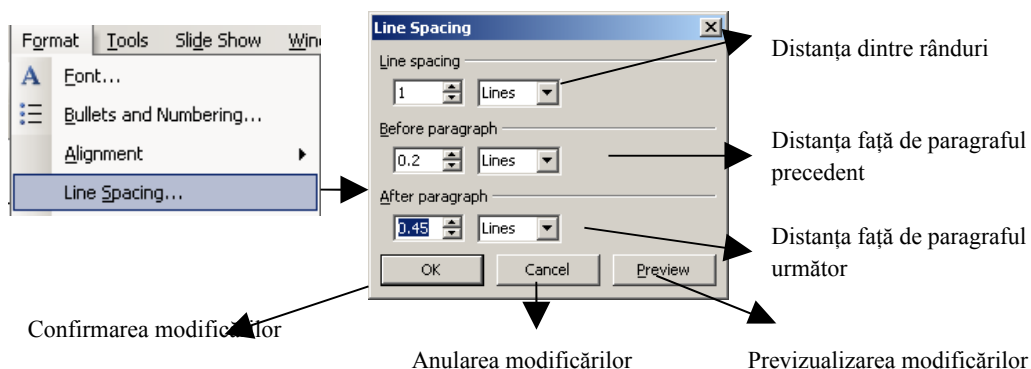 Format Tools Slide Show
Font...
Bullets and Numbering...
Alignment
Line Spacing...
Line Spacing
Line spacing
1 Lines
Before paragraph
0.2 Lines
After paragraph
0.45 Lines
OK Cancel Preview
Distanța dintre rânduri
Distanța față de paragraful
precedent
Distanța față de paragraful
următor
Confirmarea modificărilor
Anularea modificărilor
Previzualizarea modificărilor